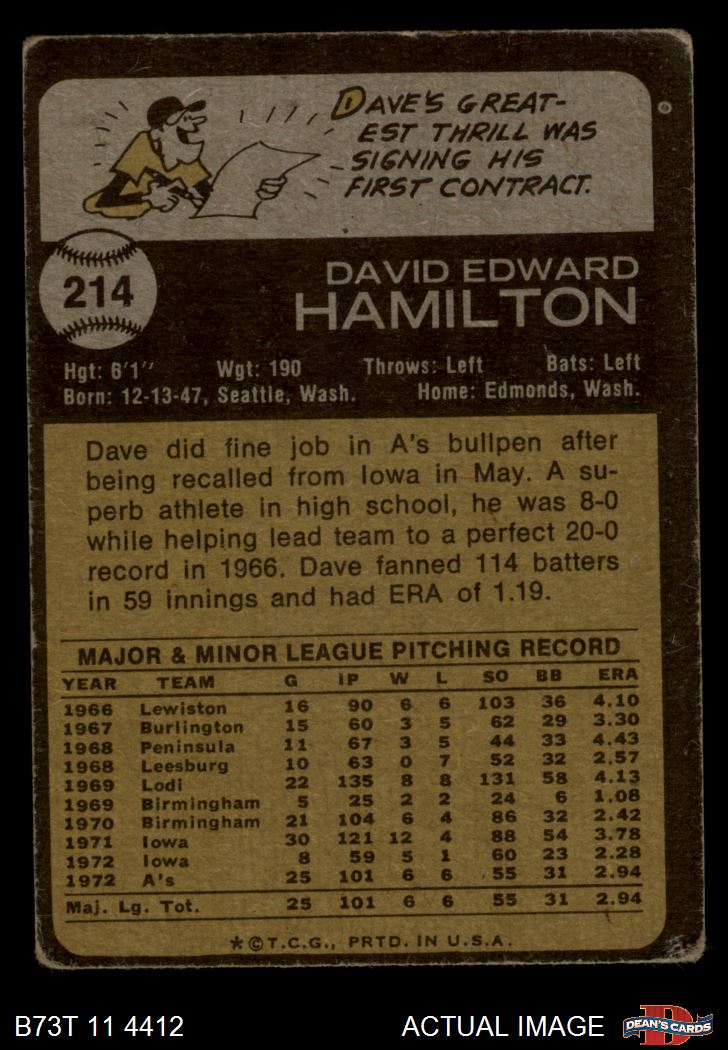 DAVE'S GREAT-
EST THRILL WAS
SIGNING HIS
FIRST CONTRACT.
214
DAVID EDWARD
HAMILTON
Hgt: 6'1" Wgt: 190 Throws: Left Bats: Left
Born: 12-13-47, Seattle, Wash. Home: Edmonds, Wash.
Dave did fine job in A's bullpen after
being recalled from Iowa in May. A su-
perb athlete in high school, he was 8-0
while helping lead team to a perfect 20-0
record in 1966. Dave fanned 114 batters
in 59 innings and had ERA of 1.19.
MAJOR & MINOR LEAGUE PITCHING RECORD
YEAR TEAM G IP W L SO BB ERA
1966 Lewiston 16 90 6 6 103 36 4.10
1967 Burlington 15 60 3 5 62 29 3.30
1968 Peninsula 11 67 3 5 44 33 4.43
1968 Leesburg 10 63 0 7 52 32 2.57
1969 Lodi 22 135 8 8 131 58 4.13
1969 Birmingham 5 25 2 2 24 6 1.08
1970 Birmingham 21 104 6 4 86 32 2.42
1971 Iowa 30 121 12 4 88 54 3.78
1972 Iowa 8 59 5 1 60 23 2.28
1972 A's 25 101 6 6 55 31 2.94
Maj. Lg. Tot. 25 101 6 6 55 31 2.94
*©T.C.G., PRTD. IN U.S.A.
B73T 11 4412 ACTUAL IMAGE D DEAN'S CARDS